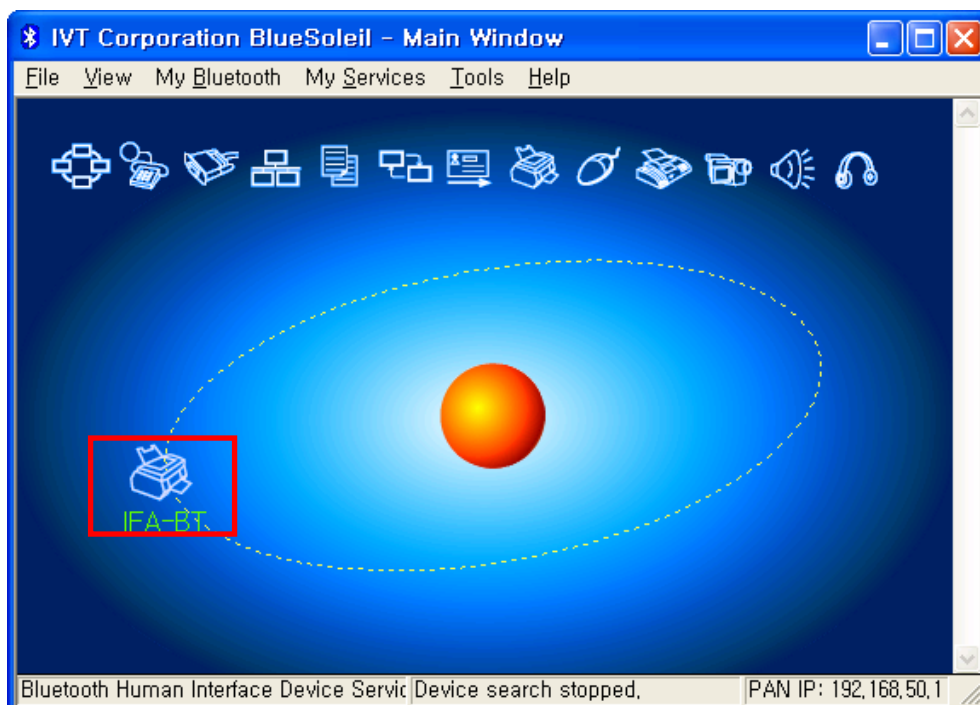 IVT Corporation BlueSoleil - Main Window
File View My Bluetooth My Services Tools Help
IFA-BT
Bluetooth Human Interface Device Servic Device search stopped, PAN IP: 192,168,50,1